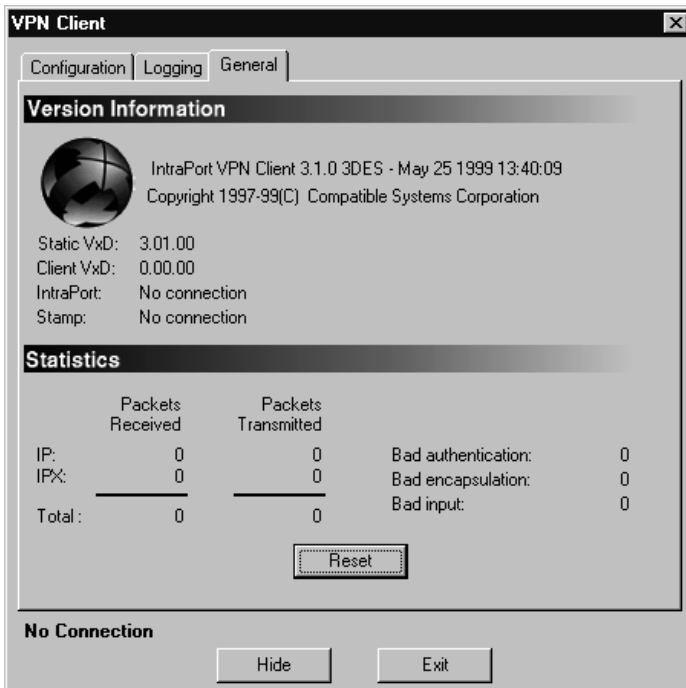 VPN Client
Configuration Logging General
Version Information
IntraPort VPN Client 3.1.0 3DES - May 25 1999 13:40:09
Copyright 1997-99(C) Compatible Systems Corporation
Static VxD: 3.01.00
Client VxD: 0.00.00
IntraPort: No connection
Stamp: No connection
Statistics
Packets Packets
Received Transmitted
IP: 0 0 Bad authentication: 0
IPX: 0 0 Bad encapsulation: 0
Bad input: 0
Total : 0 0
Reset
No Connection
Hide Exit